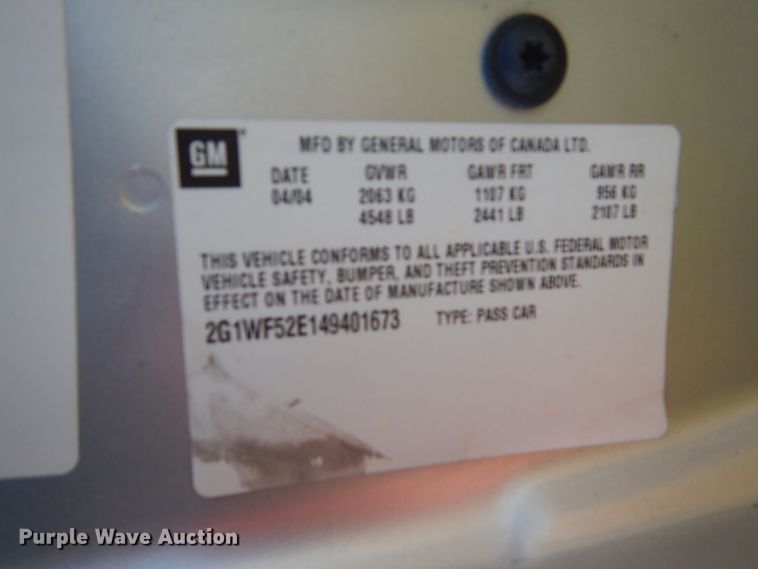 GM
MFD BY GENERAL MOTORS OF CANADA LTD.
DATE GVWR GAWR FRT GAWR RR
04/04 2063 KG 1107 KG 956 KG
4548 LB 2441 LB 2107 LB
THIS VEHICLE CONFORMS TO ALL APPLICABLE U.S. FEDERAL MOTOR
VEHICLE SAFETY, BUMPER, AND THEFT PREVENTION STANDARDS IN
EFFECT ON THE DATE OF MANUFACTURE SHOWN ABOVE.
2G1WF52E149401673 TYPE: PASS CAR
Purple Wave Auction